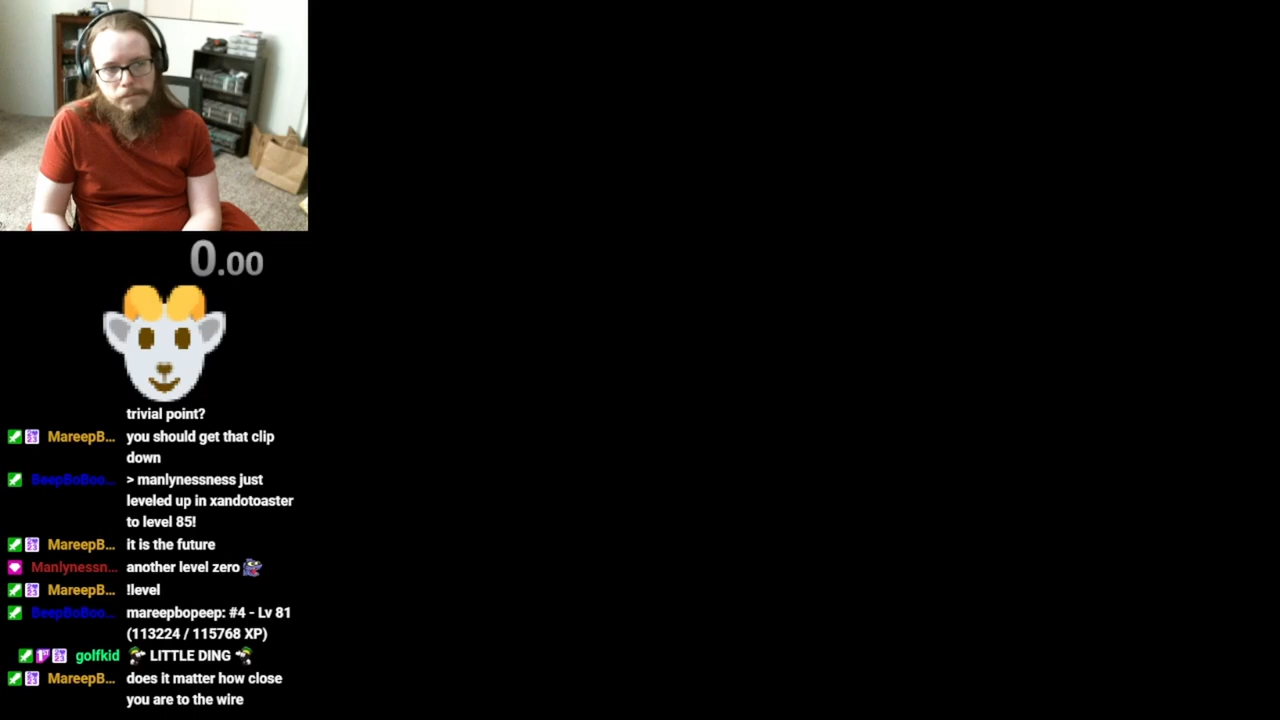 0.00
trivial point?
MareepB... you should get that clip
down
BeepBoBoo... > manlynessness just
leveled up in xandotoaster
to level 85!
MareepB... it is the future
Manlynessn... another level zero
MareepB... !level
BeepBoBoo... mareepbopeep: #4 - Lv 81
(113224 / 115768 XP)
golfkid LITTLE DING
MareepB... does it matter how close
you are to the wire